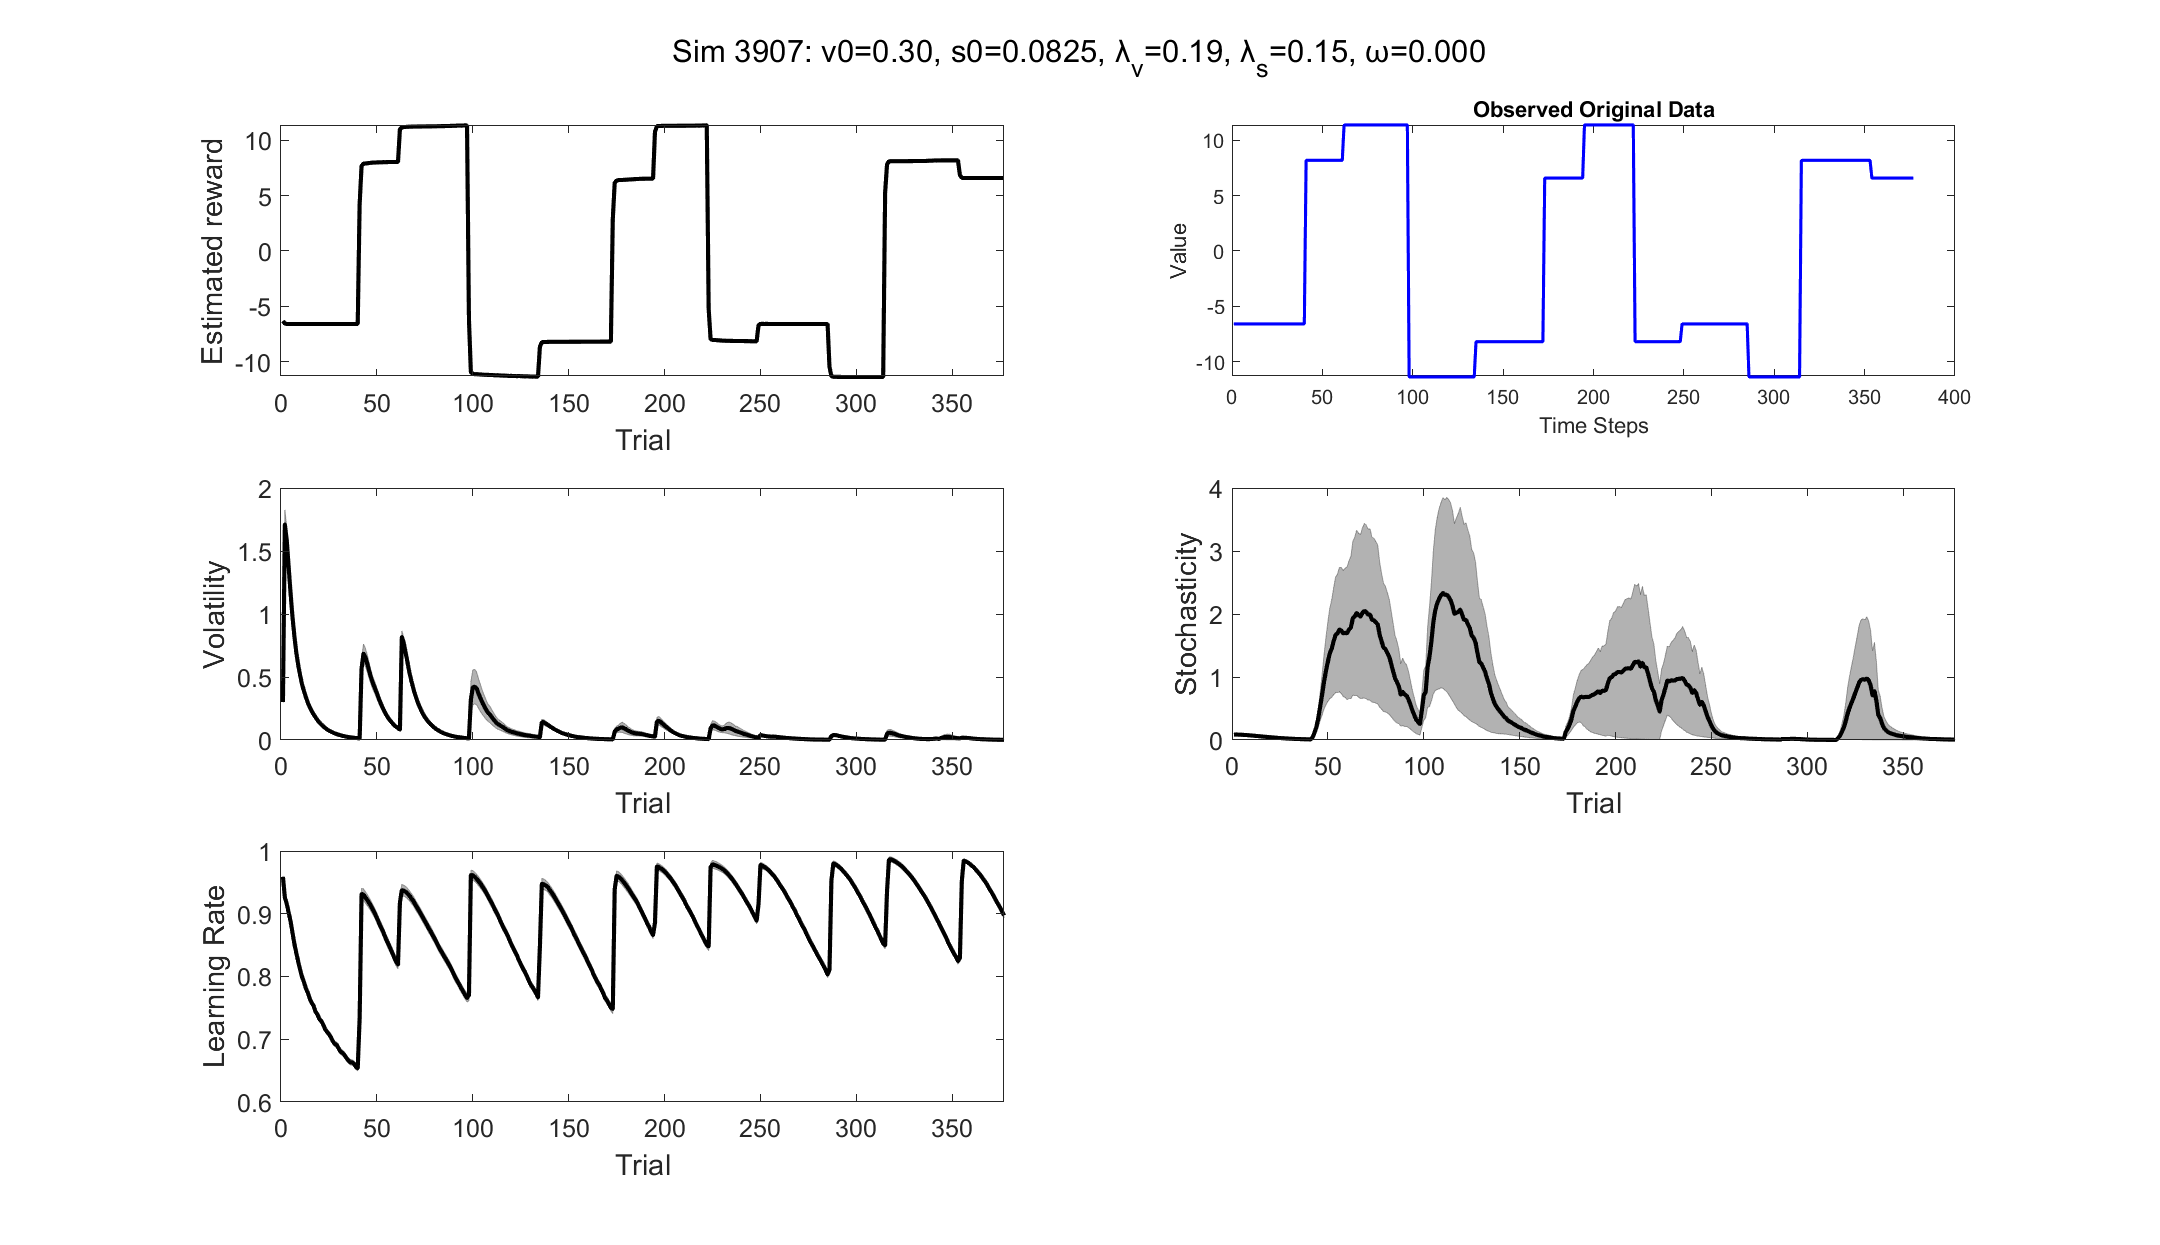 Sim 3907: v0=0.30, s0=0.0825, λv=0.19, λs=0.15, ω=0.000
Estimated reward
10
5
0
-5
-10
0 50 100 150 200 250 300 350
Trial
Observed Original Data
Value
10
5
0
-5
-10
0 50 100 150 200 250 300 350 400
Time Steps
Volatility
2
1.5
1
0.5
0
0 50 100 150 200 250 300 350
Trial
Stochasticity
4
3
2
1
0
0 50 100 150 200 250 300 350
Trial
Learning Rate
1
0.9
0.8
0.7
0.6
0 50 100 150 200 250 300 350
Trial